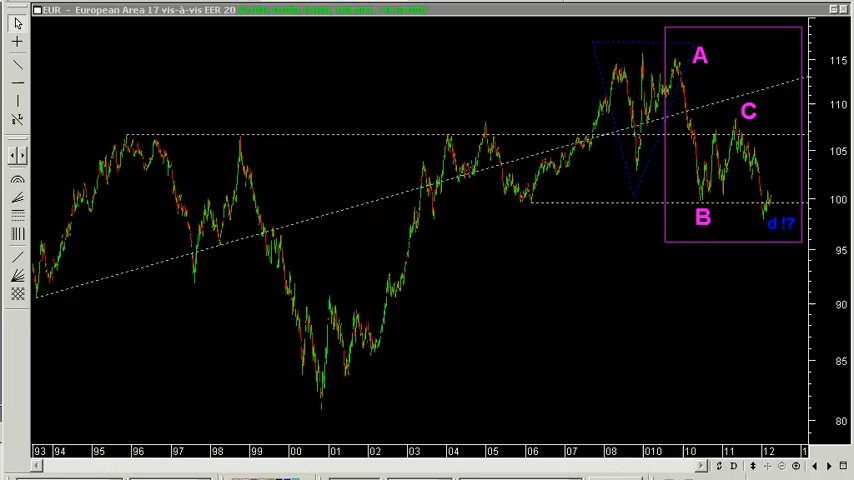 EUR - European Area 17 vis-à-vis EER 20
A
115
110
C
105
100
B
d !?
95
90
85
80
93 94 95 96 97 98 99 00 01 02 03 04 05 06 07 08 010 10 11 12 1
D